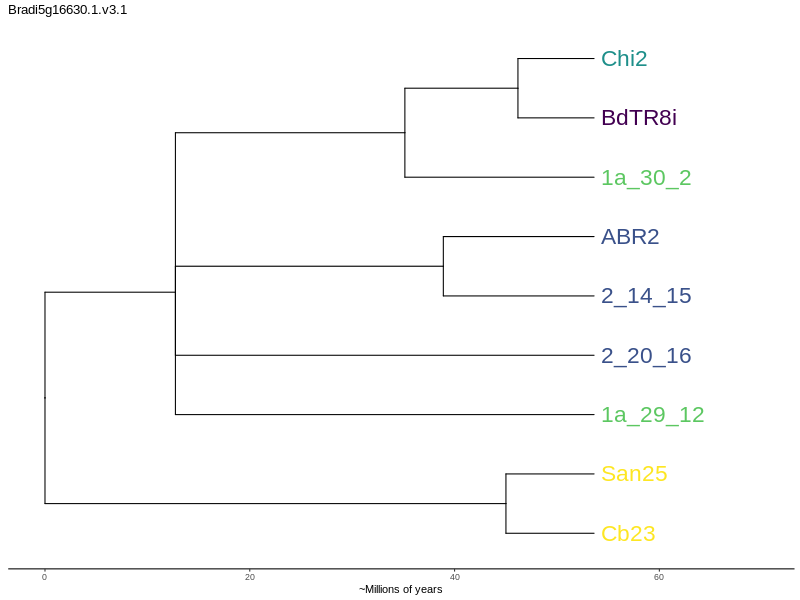 Bradi5g16630.1.v3.1
Chi2
BdTR8i
1a_30_2
ABR2
2_14_15
2_20_16
1a_29_12
San25
Cb23
0 20 40 60
~Millions of years